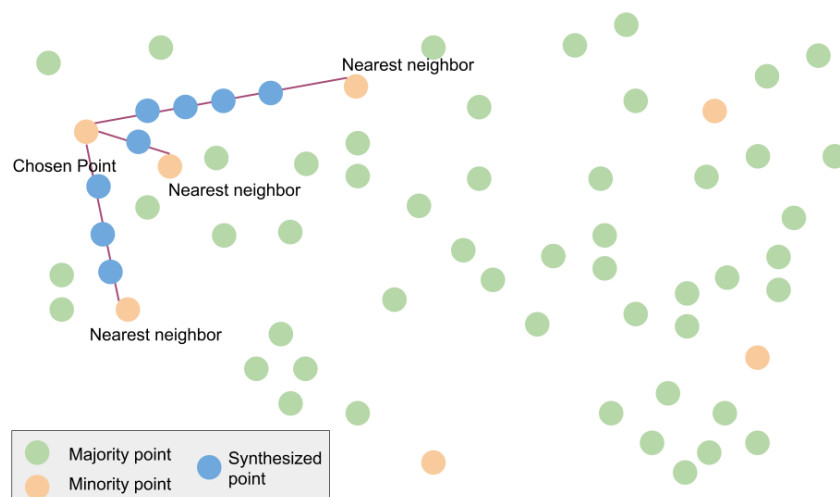 Nearest neighbor
Chosen Point
Nearest neighbor
Nearest neighbor
Majority point
Minority point
Synthesized
point